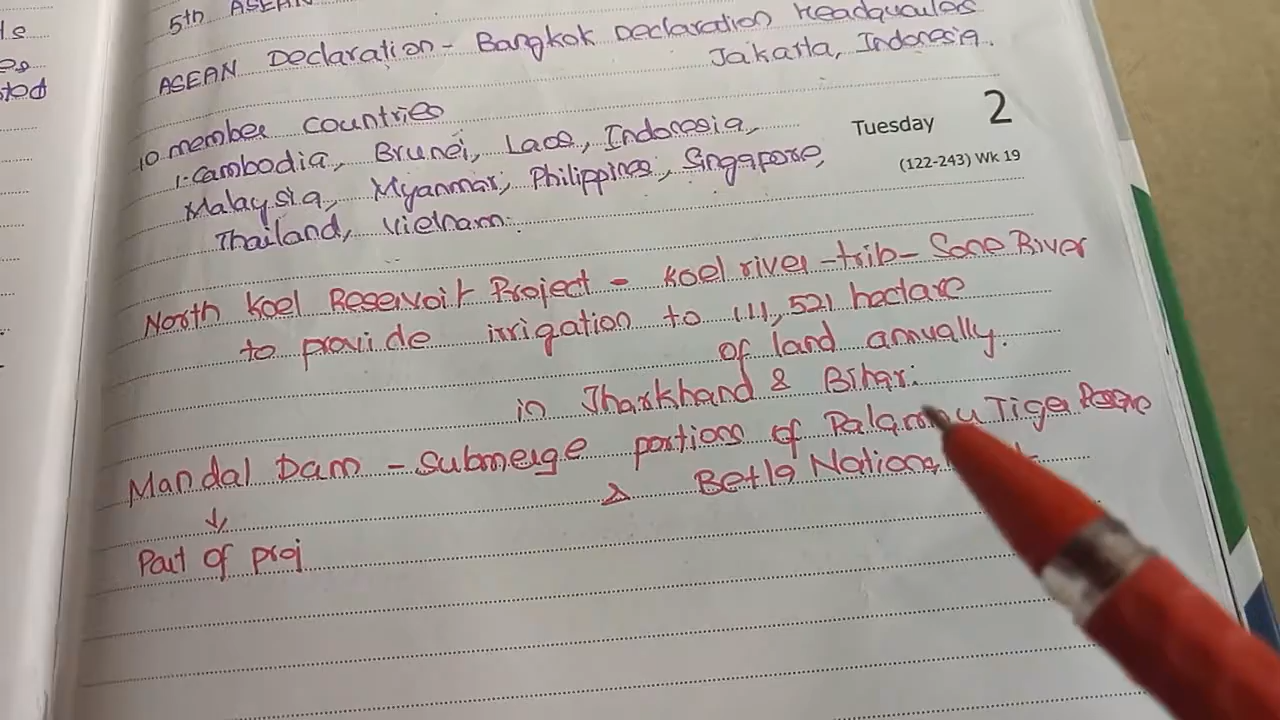 ls
es
sted
5th ASEAN
ASEAN Declaration - Bangkok Declaration Headquarters
Jakarta, Indonesia.
10 member countries
1. Cambodia, Brunei, Laos, Indonesia,
Malaysia, Myanmar, Philippines, Singapore,
Thailand, Vietnam.
Tuesday 2
(122-243) Wk 19
North Koel Reservoir Project - Koel river - trib - Sone River
to provide irrigation to 111,521 hectare
of land annually.
in Jharkhand & Bihar.
Mandal Dam - Submerge portions of Palamau Tiger Reserve
& Betla National
↓
Part of proj